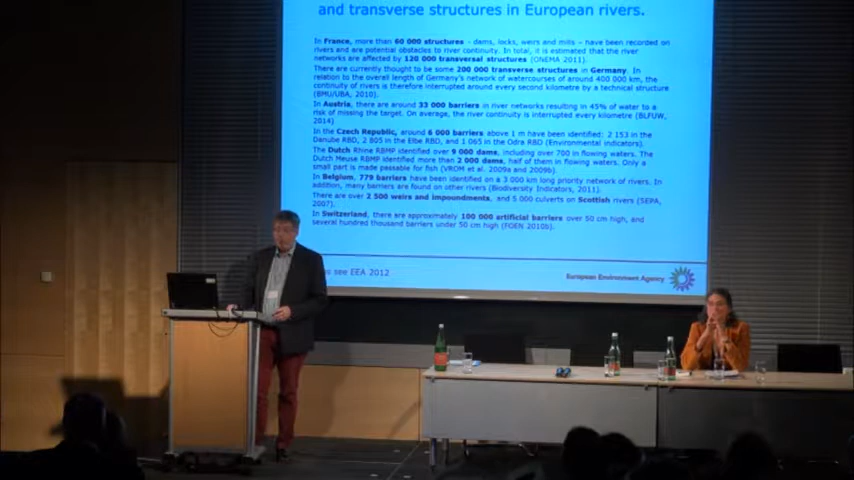 and transverse structures in European rivers.
In France, more than 60 000 structures - dams, locks, weirs and mills - have been recorded on
rivers and are potential obstacles to river continuity. In total, it is estimated that the river
networks are affected by 120 000 transversal structures (ONEMA 2011).
There are currently thought to be some 200 000 transverse structures in Germany. In
relation to the overall length of Germany's network of watercourses of around 400 000 km, the
continuity of rivers is therefore interrupted around every second kilometre by a technical structure
(BMU/UBA, 2010).
In Austria, there are around 33 000 barriers in river networks resulting in 45% of water to a
risk of missing the target. On average, the river continuity is interrupted every kilometre (BLFUW,
2014)
In the Czech Republic, around 6 000 barriers above 1 m have been identified: 2 153 in the
Danube RBD, 2 805 in the Elbe RBD, and 1 065 in the Odra RBD (Environmental indicators).
The Dutch Rhine RBMP identified over 9 000 dams, including over 700 in flowing waters. The
Dutch Meuse RBMP identified more than 2 000 dams, half of them in flowing waters. Only a
small part is made passable for fish (VROM et al. 2009a and 2009b).
In Belgium, 779 barriers have been identified on a 3 000 km long priority network of rivers. In
addition, many barriers are found on other rivers (Biodiversity Indicators, 2011).
There are over 2 500 weirs and impoundments, and 5 000 culverts on Scottish rivers (SEPA,
2007).
In Switzerland, there are approximately 100 000 artificial barriers over 50 cm high, and
several hundred thousand barriers under 50 cm high (FOEN 2010b).
see EEA 2012
European Environment Agency